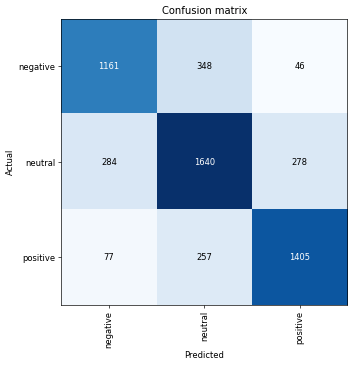 Confusion matrix
negative 1161 348 46
neutral 284 1640 278
positive 77 257 1405
Actual
negative neutral positive
Predicted